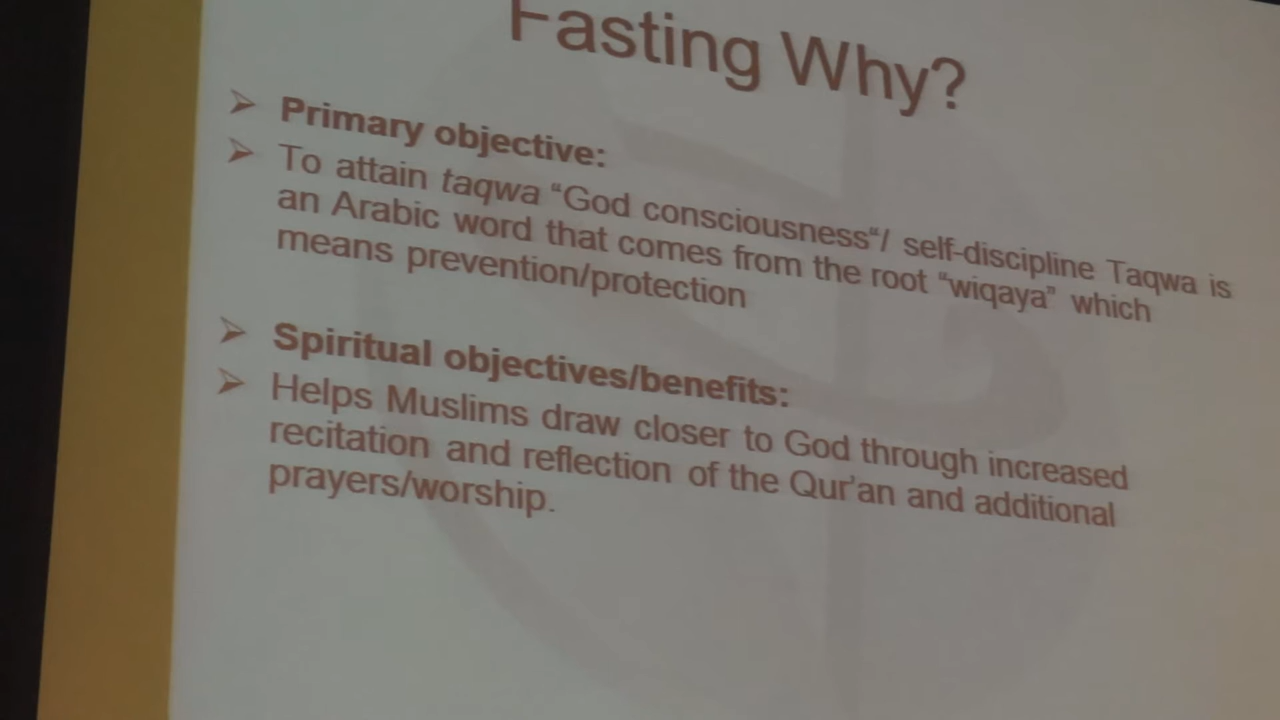 Fasting Why?
➢ Primary objective:
➢ To attain taqwa “God consciousness“/ self-discipline Taqwa is
an Arabic word that comes from the root “wiqaya” which
means prevention/protection
➢ Spiritual objectives/benefits:
➢ Helps Muslims draw closer to God through increased
recitation and reflection of the Qur'an and additional
prayers/worship.